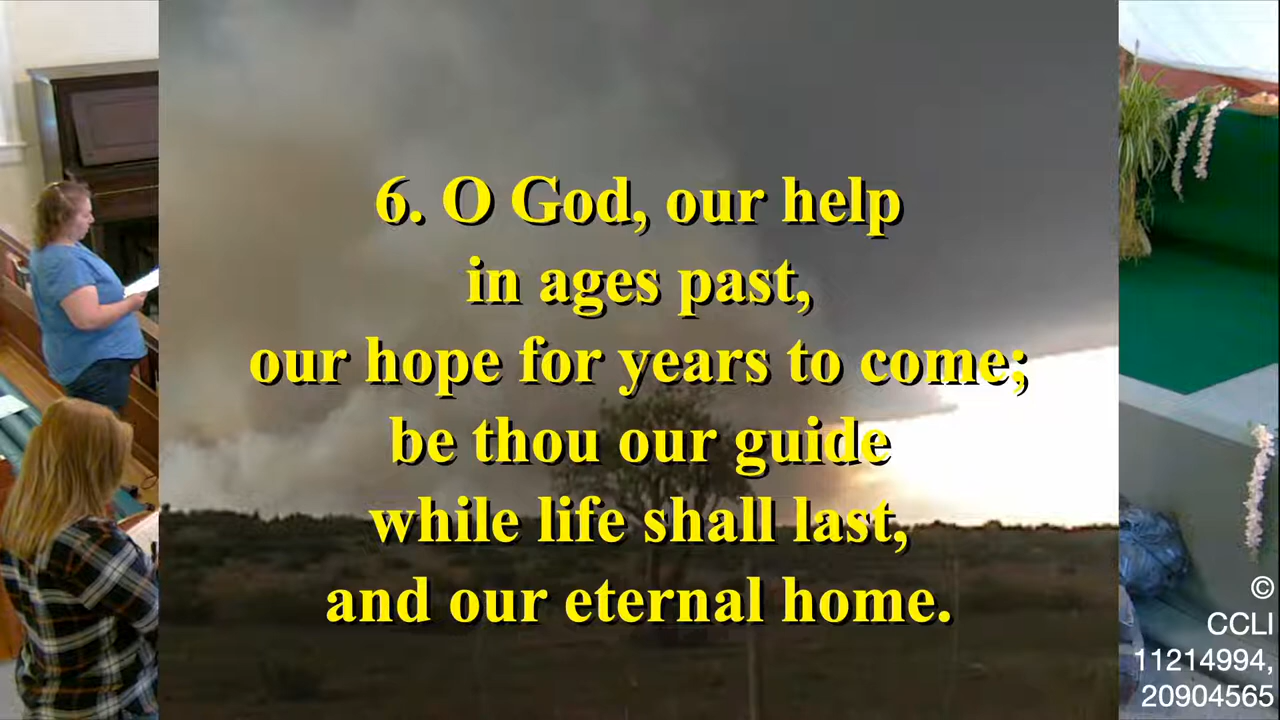 6. O God, our help
in ages past,
our hope for years to come;
be thou our guide
while life shall last,
and our eternal home.
©
CCLI
11214994,
20904565